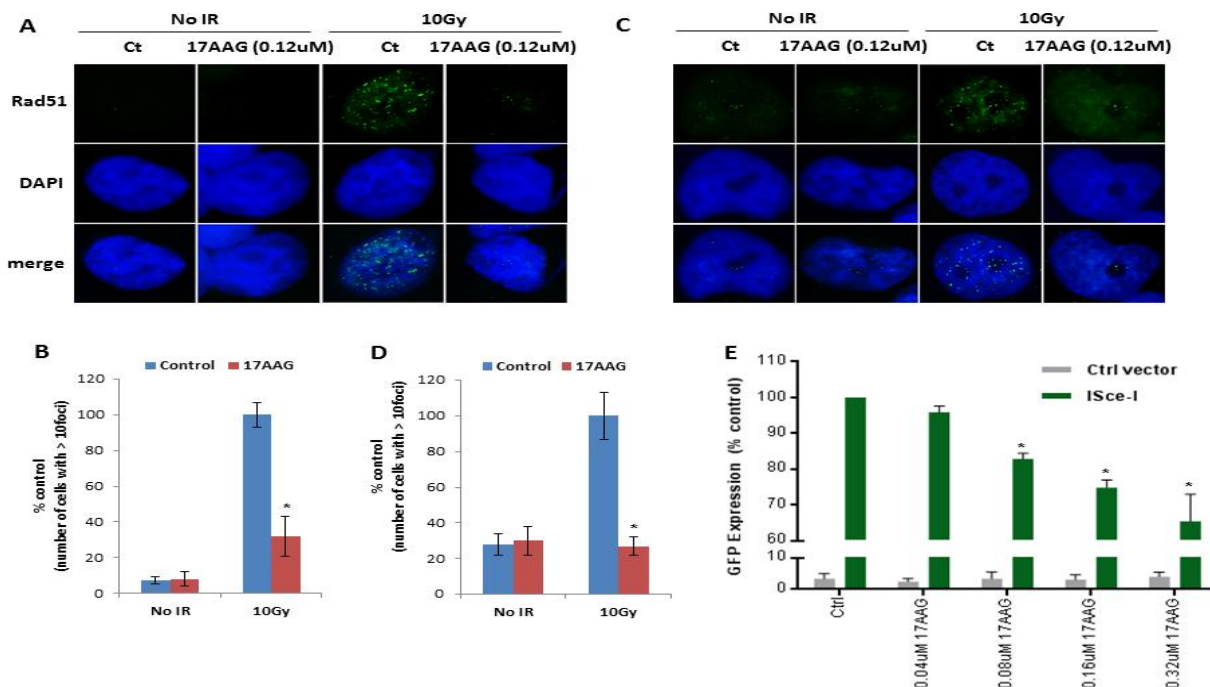 A
No IR
10Gy
Ct
17AAG (0.12uM)
Ct
17AAG (0.12uM)
Rad51
DAPI
merge
C
No IR
10Gy
Ct
17AAG (0.12uM)
Ct
17AAG (0.12uM)
B
Control
17AAG
% control
(number of cells with > 10foci)
120
100
80
60
40
20
0
*
No IR
10Gy
D
Control
17AAG
% control
(number of cells with > 10foci)
120
100
80
60
40
20
0
*
No IR
10Gy
E
Ctrl vector
ISce-I
GFP Expression (% control)
110
100
90
80
70
60
10
0
*
*
*
Ctrl
0.04uM 17AAG
0.08uM 17AAG
0.16uM 17AAG
0.32uM 17AAG